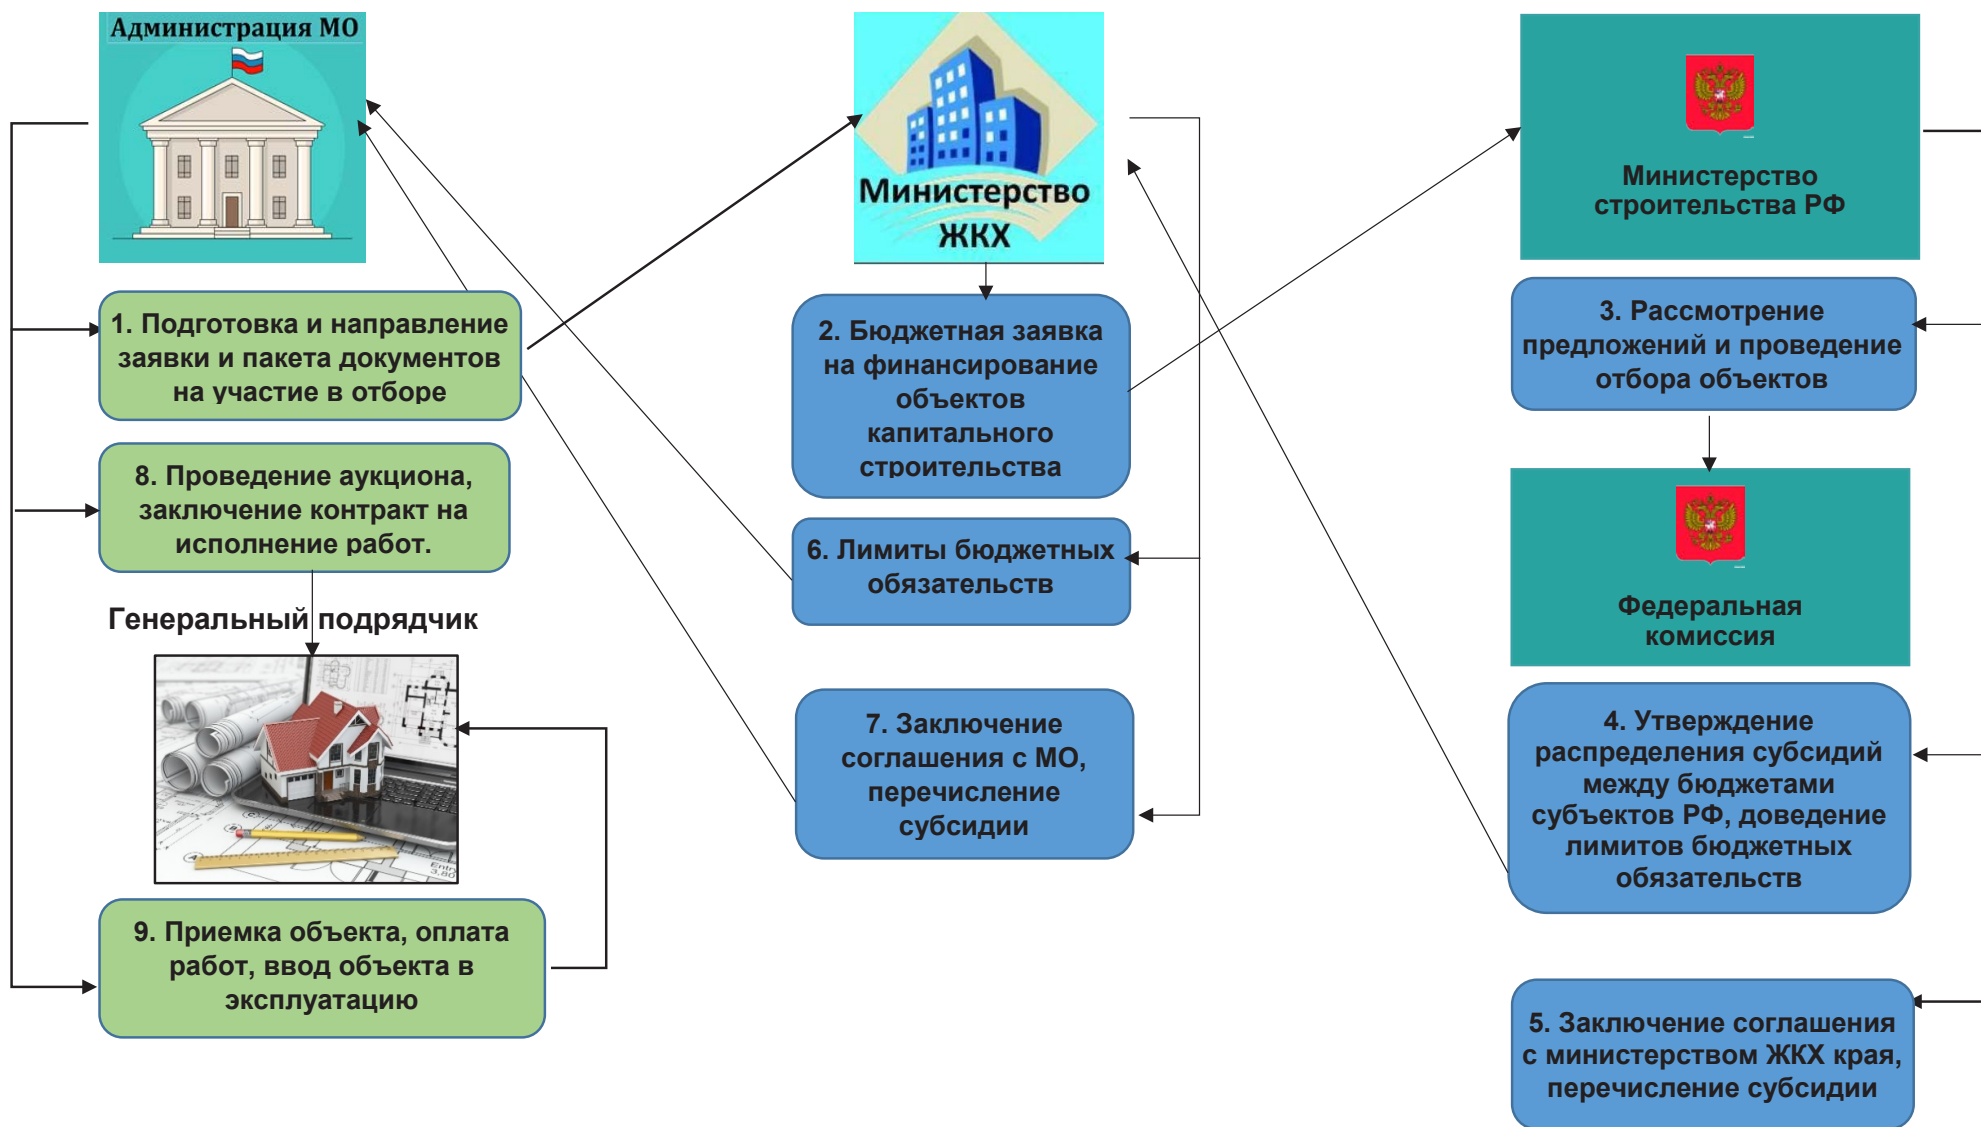 Администрация МО
1. Подготовка и направление
заявки и пакета документов
на участие в отборе
8. Проведение аукциона,
заключение контракт на
исполнение работ.
Генеральный подрядчик
9. Приемка объекта, оплата
работ, ввод объекта в
эксплуатацию
Министерство
ЖКХ
2. Бюджетная заявка
на финансирование
объектов
капитального
строительства
6. Лимиты бюджетных
обязательств
7. Заключение
соглашения с МО,
перечисление
субсидии
Министерство
строительства РФ
3. Рассмотрение
предложений и проведение
отбора объектов
Федеральная
комиссия
4. Утверждение
распределения субсидий
между бюджетами
субъектов РФ, доведение
лимитов бюджетных
обязательств
5. Заключение соглашения
с министерством ЖКХ края,
перечисление субсидии